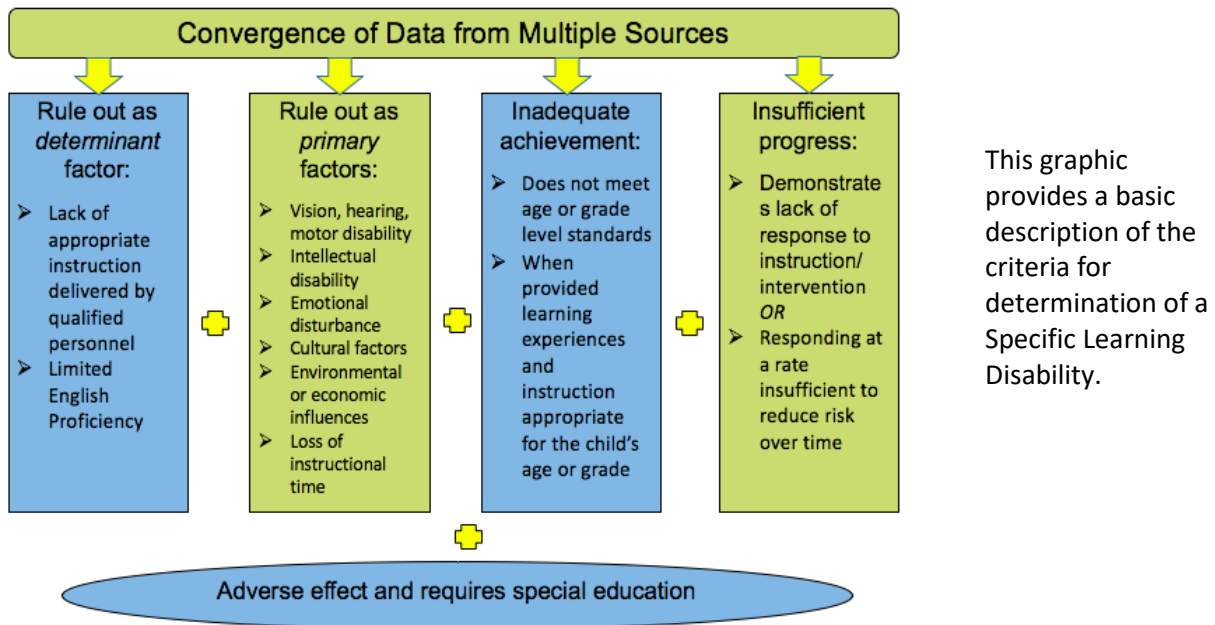 Convergence of Data from Multiple Sources
Rule out as
determinant
factor:
➢ Lack of
appropriate
instruction
delivered by
qualified
personnel
➢ Limited
English
Proficiency
Rule out as
primary
factors:
➢ Vision, hearing,
motor disability
➢ Intellectual
disability
➢ Emotional
disturbance
➢ Cultural factors
➢ Environmental
or economic
influences
➢ Loss of
instructional
time
Inadequate
achievement:
➢ Does not meet
age or grade
level standards
➢ When
provided
learning
experiences
and
instruction
appropriate
for the child's
age or grade
Insufficient
progress:
➢ Demonstrate
s lack of
response to
instruction/
intervention
OR
➢ Responding at
a rate
insufficient to
reduce risk
over time
Adverse effect and requires special education
This graphic
provides a basic
description of the
criteria for
determination of a
Specific Learning
Disability.